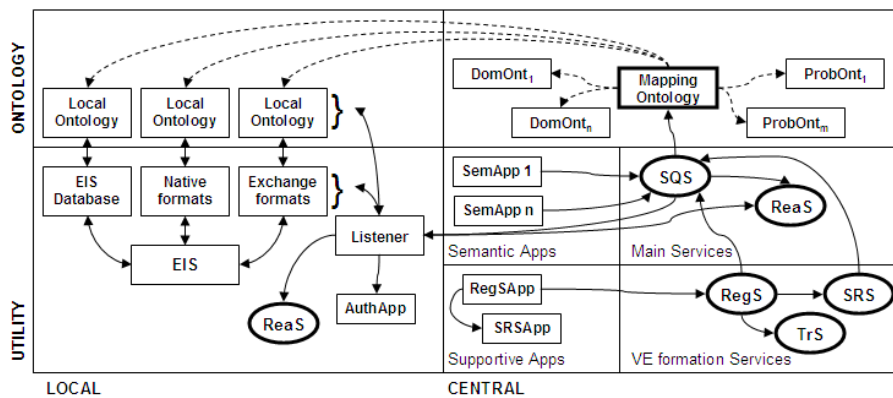 ONTOLOGY
Local
Ontology
Local
Ontology
Local
Ontology
}
DomOnt1
DomOntn
Mapping
Ontology
ProbOnt1
ProbOntm
UTILITY
EIS
Database
Native
formats
Exchange
formats
}
EIS
Listener
ReaS
AuthApp
SemApp 1
SemApp n
Semantic Apps
SQS
ReaS
Main Services
RegSApp
SRSApp
Supportive Apps
RegS
SRS
TrS
VE formation Services
LOCAL
CENTRAL